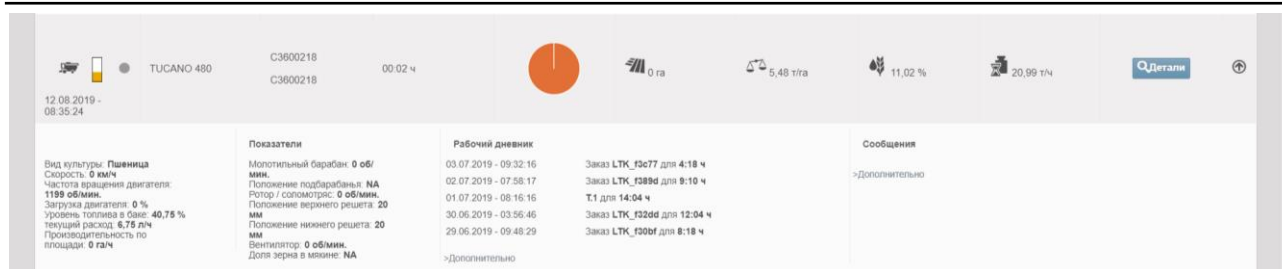 TUCANO 480
C3600218
C3600218
00:02 ч
0 га
5,48 т/га
11,02 %
20,99 т/ч
Детали
12.08.2019 -
08:35:24
Вид культуры: Пшеница
Скорость: 0 км/ч
Частота вращения двигателя:
1199 об/мин.
Загрузка двигателя: 0 %
Уровень топлива в баке: 40,75 %
текущий расход: 6,75 л/ч
Производительность по
площади: 0 га/ч
Показатели
Молотильный барабан: 0 об/
мин.
Положение подбарабанья: NA
Ротор / соломотряс: 0 об/мин.
Положение верхнего решета: 20
мм
Положение нижнего решета: 20
мм
Вентилятор: 0 об/мин.
Доля зерна в мякине: NA
Рабочий дневник
03.07.2019 - 09:32:16 Заказ LTK_f3c77 для 4:18 ч
02.07.2019 - 07:58:17 Заказ LTK_f389d для 9:10 ч
01.07.2019 - 08:16:16 Т.1 для 14:04 ч
30.06.2019 - 03:56:46 Заказ LTK_f32dd для 12:04 ч
29.06.2019 - 09:48:29 Заказ LTK_f30bf для 8:18 ч
>Дополнительно
Сообщения
>Дополнительно